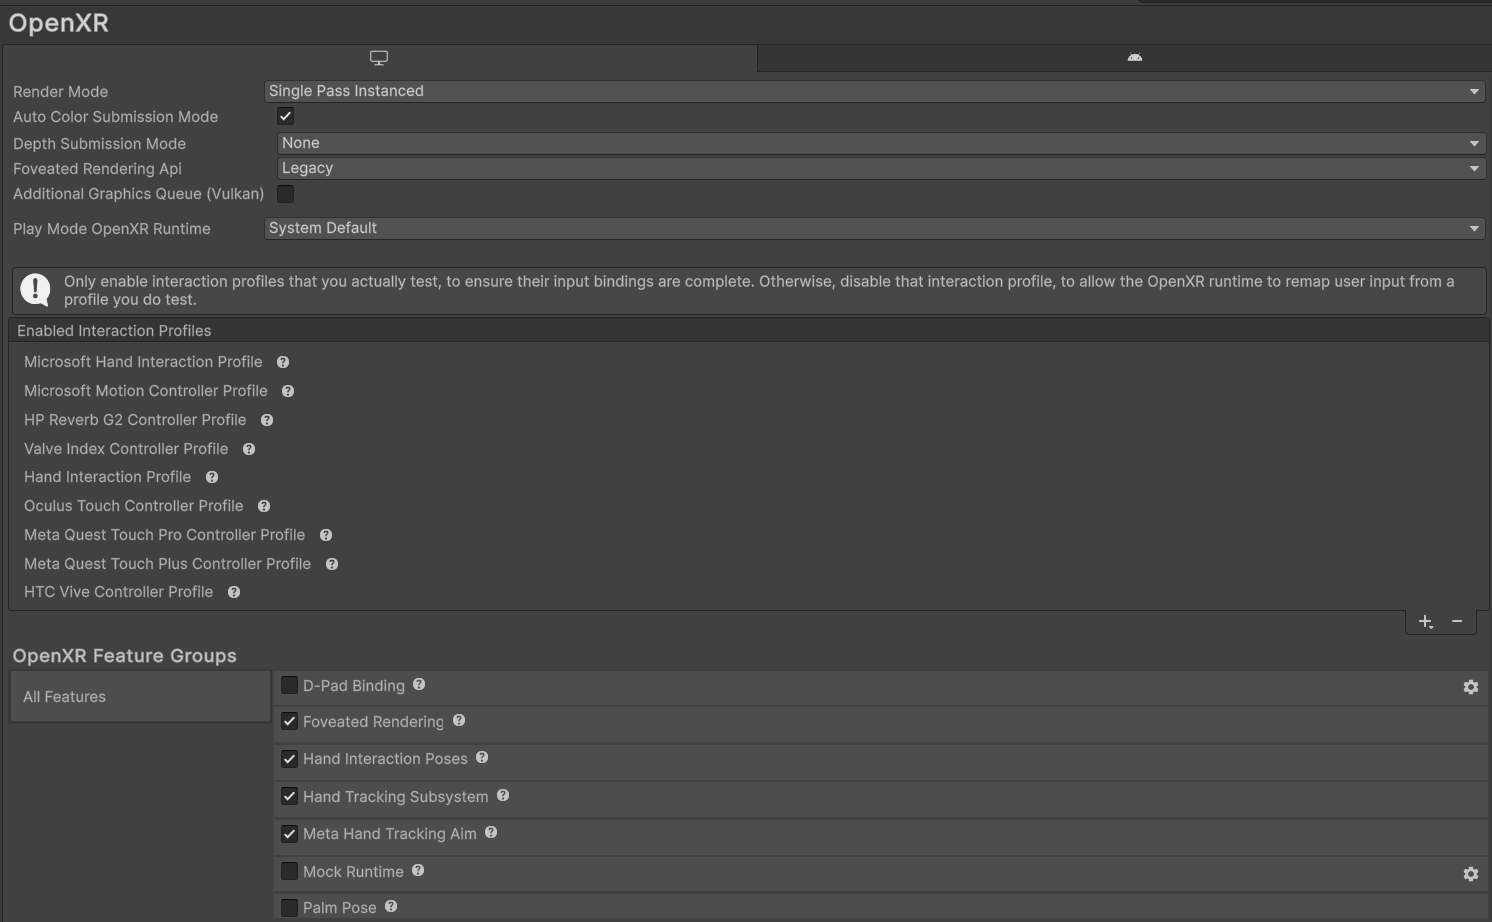 OpenXR
Render Mode
Single Pass Instanced
Auto Color Submission Mode
Depth Submission Mode
None
Foveated Rendering Api
Legacy
Additional Graphics Queue (Vulkan)
Play Mode OpenXR Runtime
System Default
Only enable interaction profiles that you actually test, to ensure their input bindings are complete. Otherwise, disable that interaction profile, to allow the OpenXR runtime to remap user input from a
profile you do test.
Enabled Interaction Profiles
Microsoft Hand Interaction Profile
Microsoft Motion Controller Profile
HP Reverb G2 Controller Profile
Valve Index Controller Profile
Hand Interaction Profile
Oculus Touch Controller Profile
Meta Quest Touch Pro Controller Profile
Meta Quest Touch Plus Controller Profile
HTC Vive Controller Profile
OpenXR Feature Groups
All Features
D-Pad Binding
Foveated Rendering
Hand Interaction Poses
Hand Tracking Subsystem
Meta Hand Tracking Aim
Mock Runtime
Palm Pose